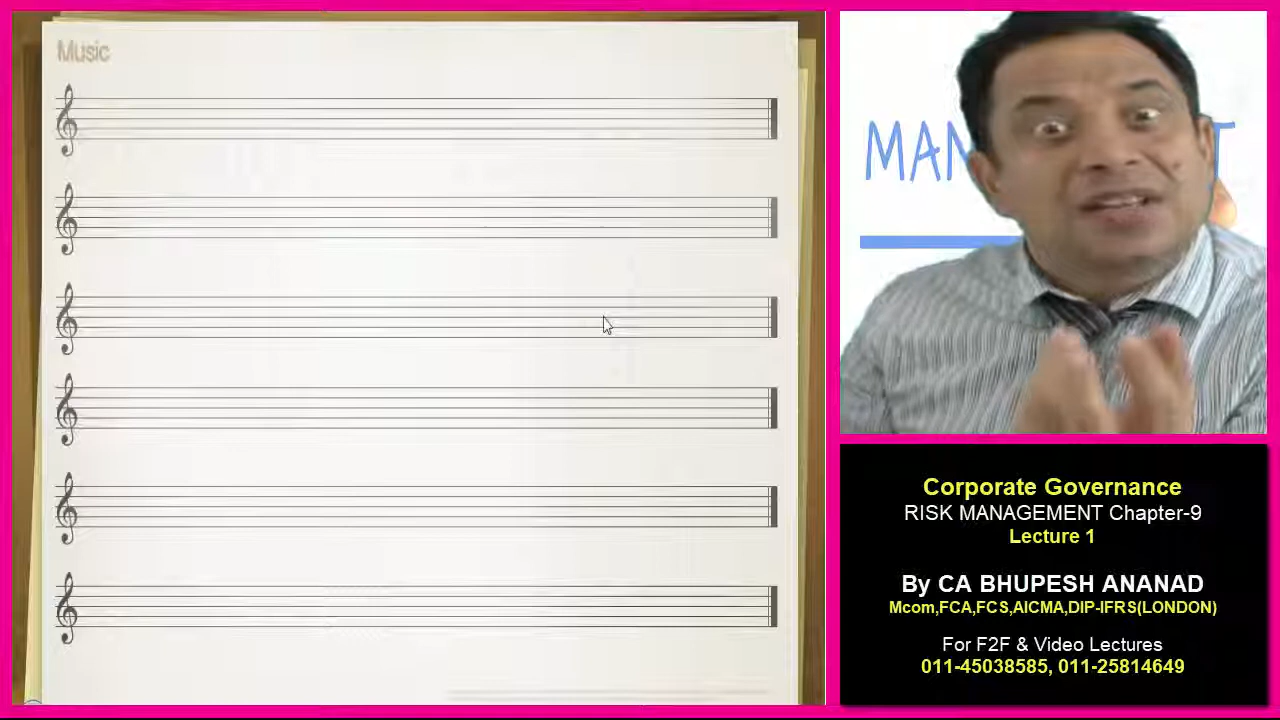 Music
MAN T
Corporate Governance
RISK MANAGEMENT Chapter-9
Lecture 1
By CA BHUPESH ANANAD
Mcom,FCA,FCS,AICMA,DIP-IFRS(LONDON)
For F2F & Video Lectures
011-45038585, 011-25814649